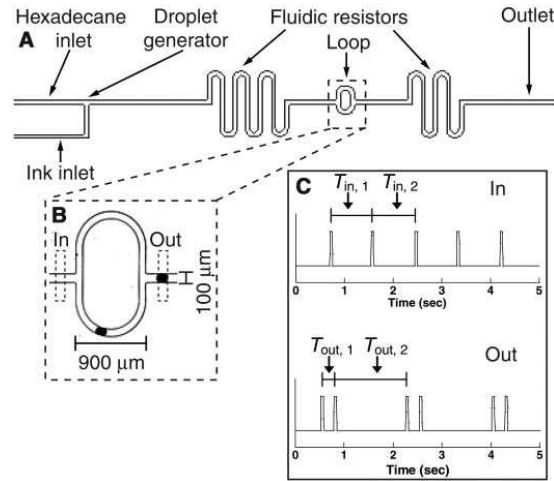 Hexadecane inlet
Droplet generator
Fluidic resistors
Loop
Outlet
A
Ink inlet
B
In
Out
100 μm
900 μm
C
T_in, 1
T_in, 2
In
0 1 2 3 4 5
Time (sec)
T_out, 1
T_out, 2
Out
0 1 2 3 4 5
Time (sec)